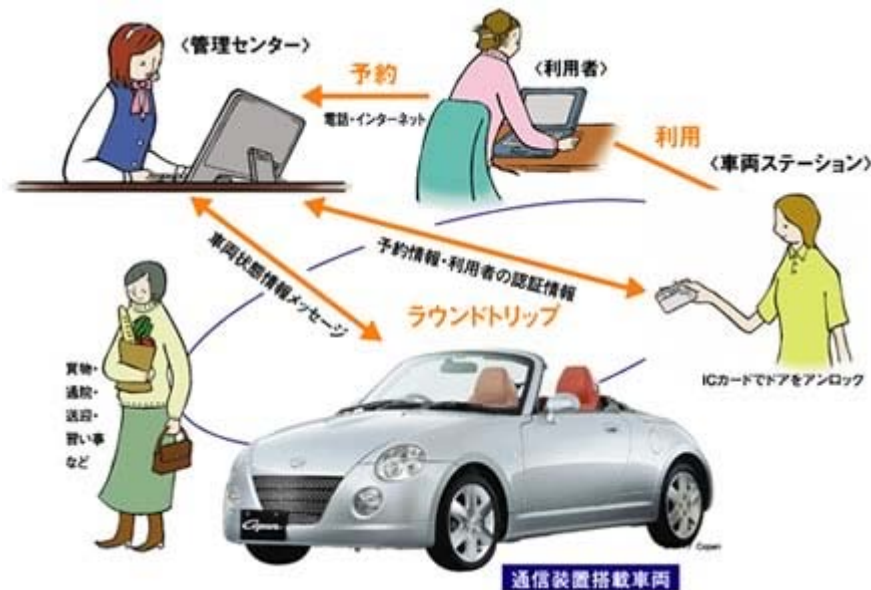 〈管理センター〉
予約
電話・インターネット
〈利用者〉
利用
〈車両ステーション〉
車両状態情報メッセージ
予約情報・利用者の認証情報
ラウンドトリップ
ICカードでドアをアンロック
買物・
通院・
送迎・
習い事
など
Copen
Copen
通信装置搭載車両